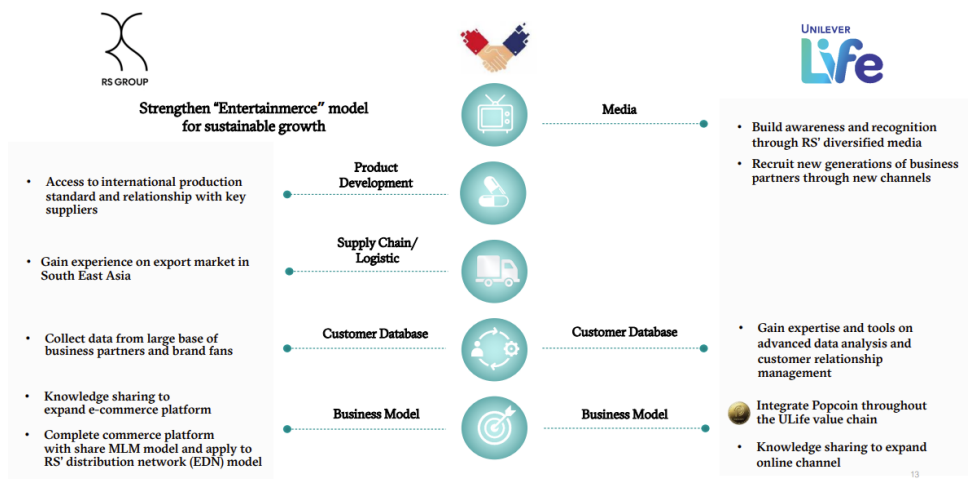 RS GROUP
UNILEVER
Life
Strengthen “Entertainmerce” model
for sustainable growth
Media
• Build awareness and recognition
through RS’ diversified media
• Recruit new generations of business
partners through new channels
Product
Development
• Access to international production
standard and relationship with key
suppliers
Supply Chain/
Logistic
• Gain experience on export market in
South East Asia
Customer Database
• Collect data from large base of
business partners and brand fans
Customer Database
• Gain expertise and tools on
advanced data analysis and
customer relationship
management
Business Model
• Knowledge sharing to
expand e-commerce platform
• Complete commerce platform
with share MLM model and apply to
RS’ distribution network (EDN) model
Business Model
Integrate Popcoin throughout
the ULife value chain
• Knowledge sharing to expand
online channel
13